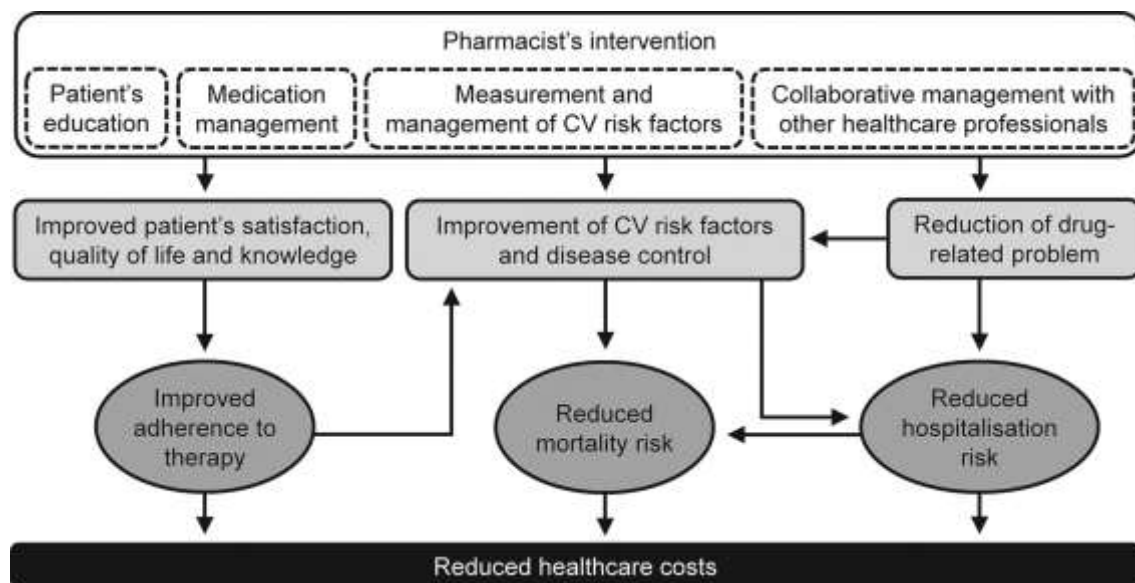 Pharmacist's intervention
Patient's
education
Medication
management
Measurement and
management of CV risk factors
Collaborative management with
other healthcare professionals
Improved patient's satisfaction,
quality of life and knowledge
Improvement of CV risk factors
and disease control
Reduction of drug-
related problem
Improved
adherence to
therapy
Reduced
mortality risk
Reduced
hospitalisation
risk
Reduced healthcare costs